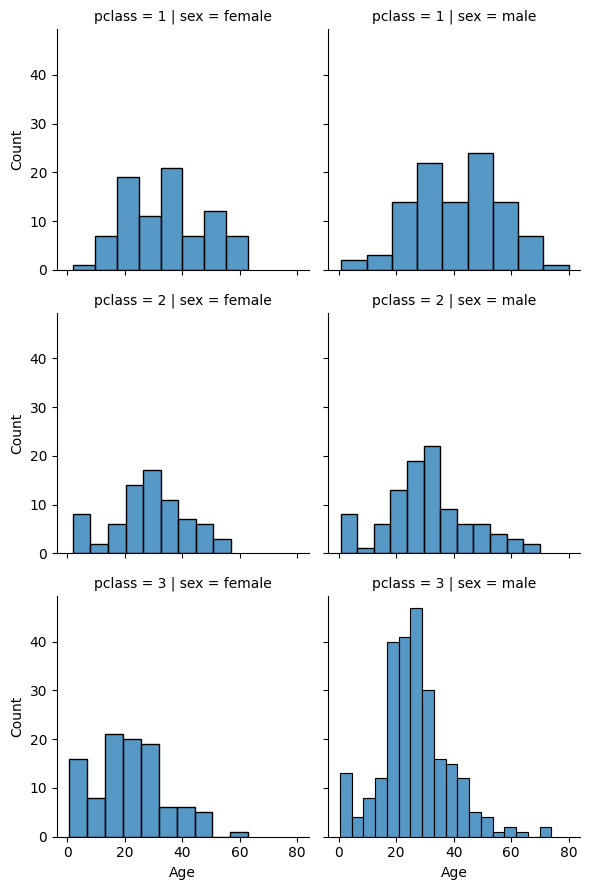 pclass = 1 | sex = female
pclass = 1 | sex = male
40
30
20
10
0
Count
pclass = 2 | sex = female
pclass = 2 | sex = male
40
30
20
10
0
Count
pclass = 3 | sex = female
pclass = 3 | sex = male
40
30
20
10
0
Count
0 20 40 60 80
0 20 40 60 80
Age
Age